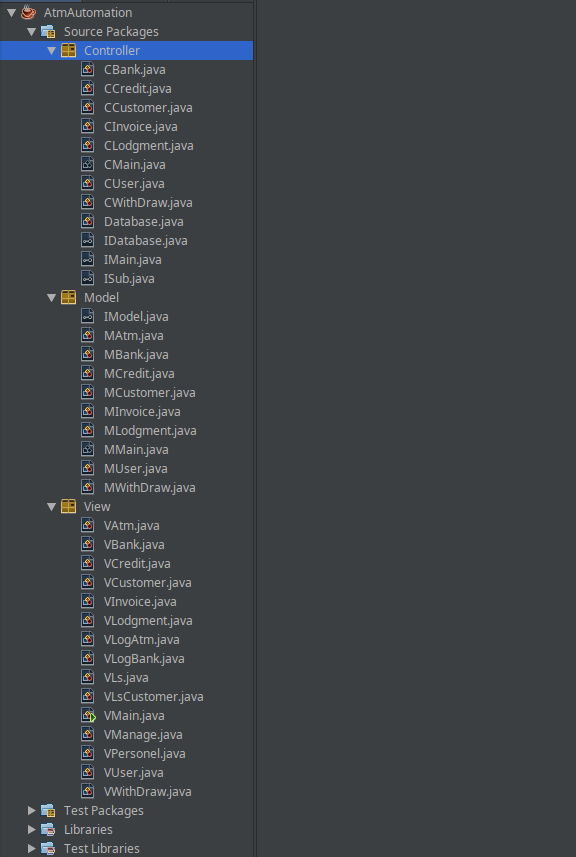 AtmAutomation
Source Packages
Controller
CBank.java
CCredit.java
CCustomer.java
CInvoice.java
CLodgment.java
CMain.java
CUser.java
CWithDraw.java
Database.java
IDatabase.java
IMain.java
ISub.java
Model
IModel.java
MAtm.java
MBank.java
MCredit.java
MCustomer.java
MInvoice.java
MLodgment.java
MMain.java
MUser.java
MWithDraw.java
View
VAtm.java
VBank.java
VCredit.java
VCustomer.java
VInvoice.java
VLodgment.java
VLogAtm.java
VLogBank.java
VLs.java
VLsCustomer.java
VMain.java
VManage.java
VPersonel.java
VUser.java
VWithDraw.java
Test Packages
Libraries
Test Libraries